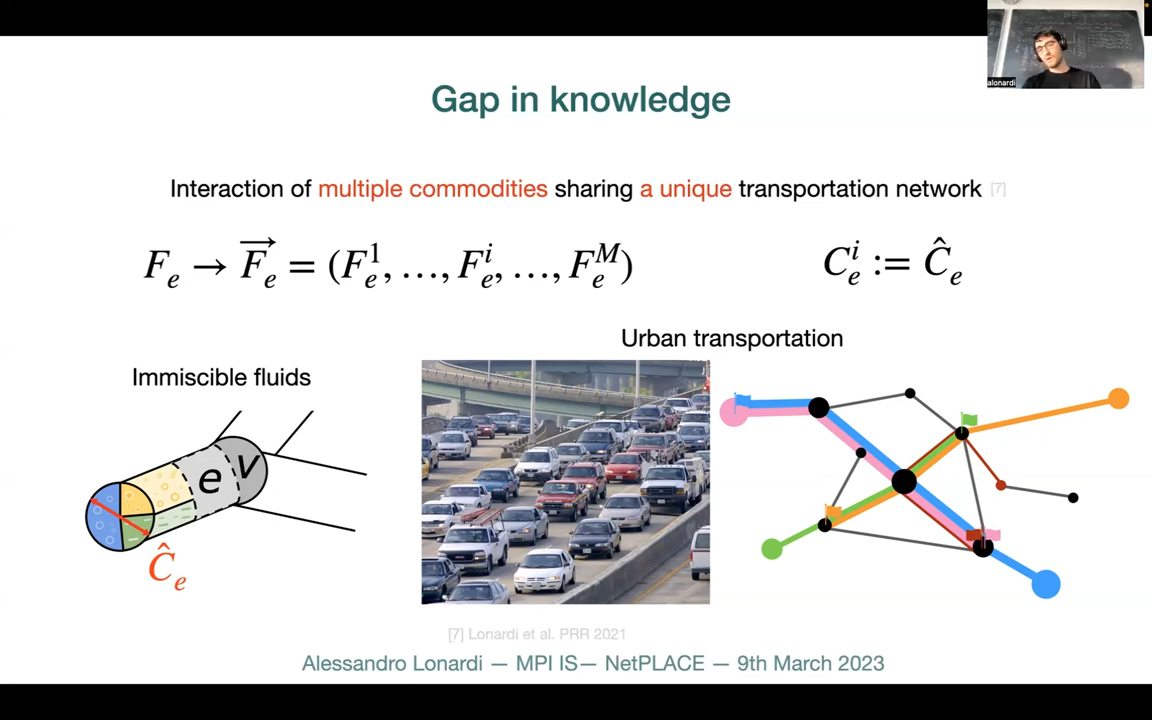 alonardi
Gap in knowledge
Interaction of multiple commodities sharing a unique transportation network [7]
F_e → \vec{F_e} = (F_e^1, …, F_e^i, …, F_e^M)
C_e^i := Ĉ_e
Urban transportation
Immiscible fluids
e
v
Ĉ_e
[7] Lonardi et al. PRR 2021
Alessandro Lonardi — MPI IS— NetPLACE — 9th March 2023